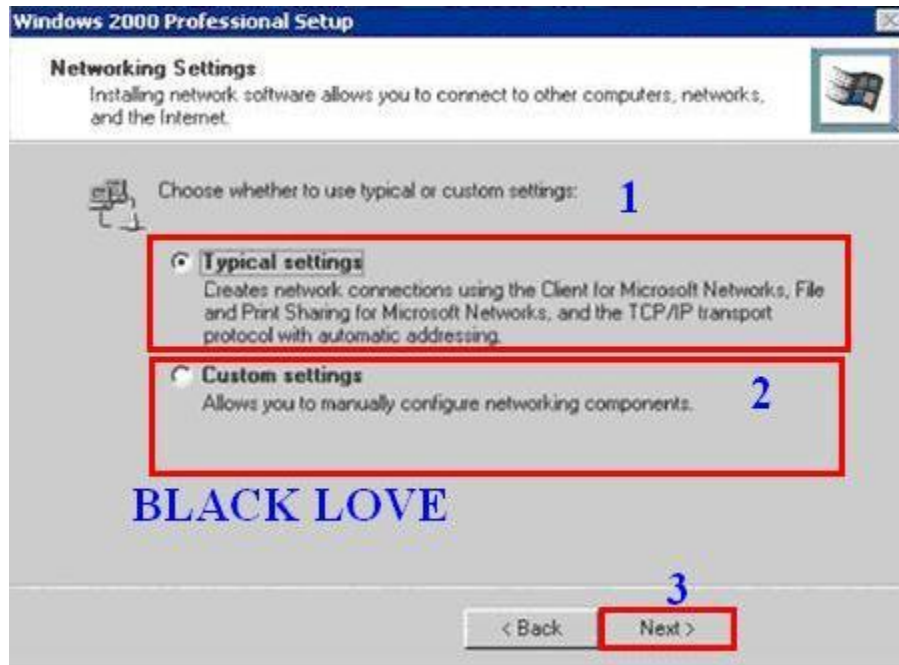 Windows 2000 Professional Setup
Networking Settings
Installing network software allows you to connect to other computers, networks,
and the Internet.
Choose whether to use typical or custom settings:
1
Typical settings
Creates network connections using the Client for Microsoft Networks, File
and Print Sharing for Microsoft Networks, and the TCP/IP transport
protocol with automatic addressing.
Custom settings
Allows you to manually configure networking components.
2
BLACK LOVE
3
< Back
Next >